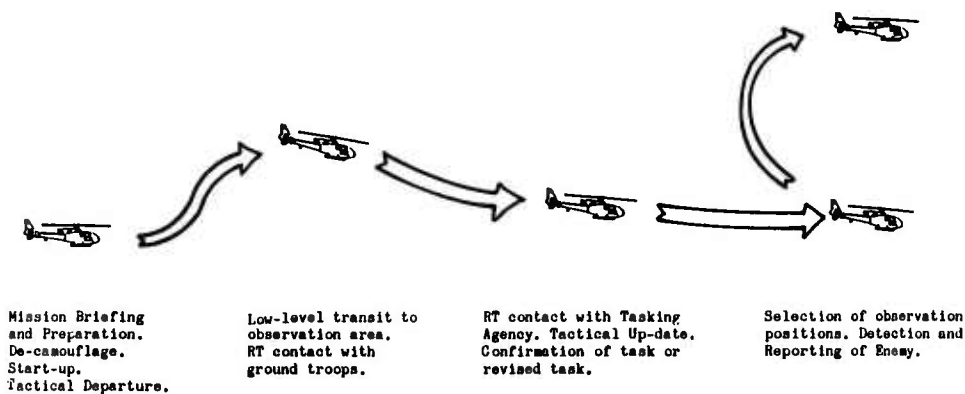 Mission Briefing
and Preparation.
De-camouflage.
Start-up.
Tactical Departure.
Low-level transit to
observation area.
RT contact with
ground troops.
RT contact with Tasking
Agency. Tactical Up-date.
Confirmation of task or
revised task.
Selection of observation
positions. Detection and
Reporting of Enemy.